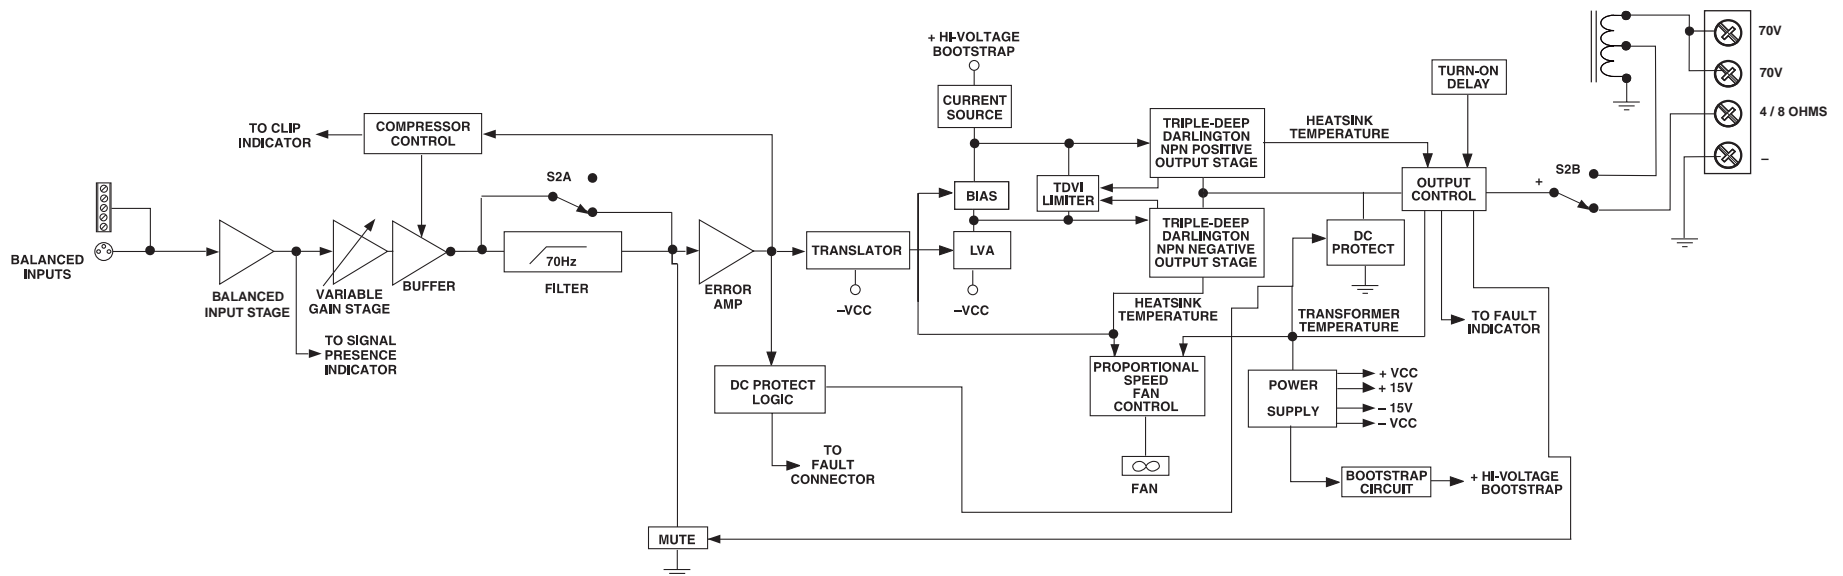 + HI-VOLTAGE
BOOTSTRAP
CURRENT
SOURCE
TO CLIP
INDICATOR
COMPRESSOR
CONTROL
TRIPLE-DEEP
DARLINGTON
NPN POSITIVE
OUTPUT STAGE
HEATSINK
TEMPERATURE
TURN-ON
DELAY
70V
70V
4 / 8 OHMS
–
S2A
BIAS
TDVI
LIMITER
OUTPUT
CONTROL
+
S2B
BALANCED
INPUTS
BALANCED
INPUT STAGE
VARIABLE
GAIN STAGE
BUFFER
70Hz
FILTER
ERROR
AMP
TRANSLATOR
–VCC
LVA
–VCC
TRIPLE-DEEP
DARLINGTON
NPN NEGATIVE
OUTPUT STAGE
DC
PROTECT
HEATSINK
TEMPERATURE
TRANSFORMER
TEMPERATURE
TO FAULT
INDICATOR
TO SIGNAL
PRESENCE
INDICATOR
DC PROTECT
LOGIC
PROPORTIONAL
SPEED
FAN
CONTROL
POWER
SUPPLY
+ VCC
+ 15V
– 15V
– VCC
TO
FAULT
CONNECTOR
FAN
BOOTSTRAP
CIRCUIT
+ HI-VOLTAGE
BOOTSTRAP
MUTE